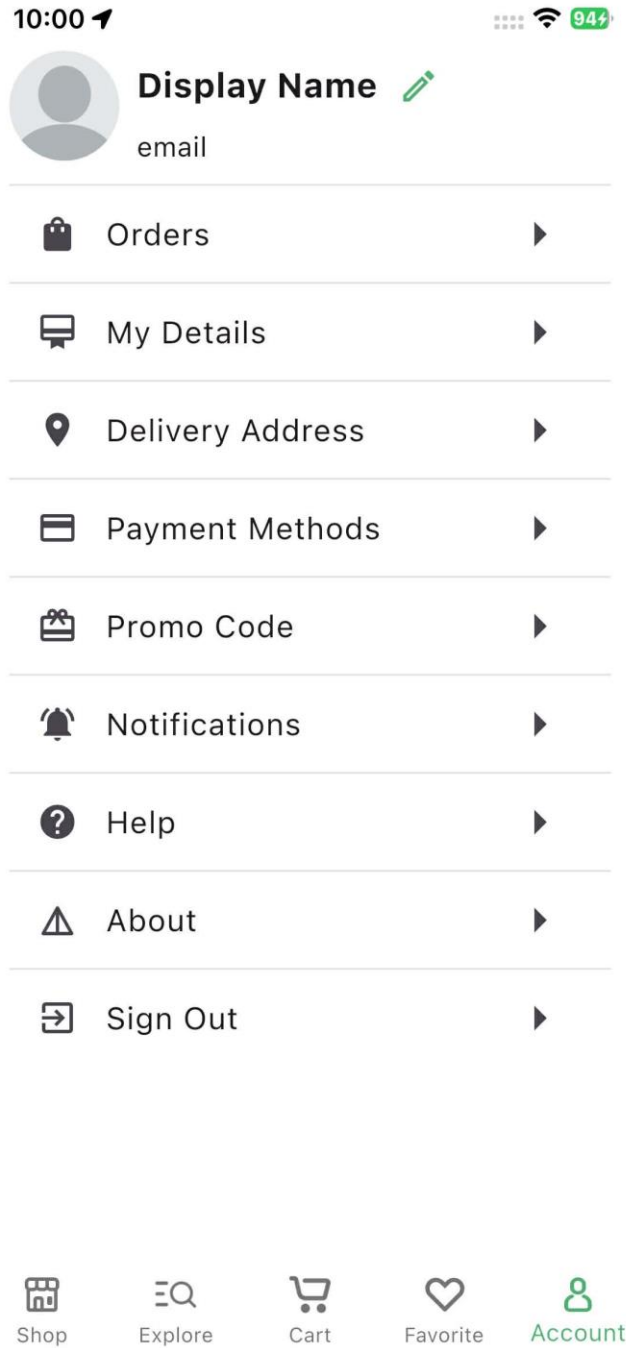 10:00
94
Display Name
email
Orders
My Details
Delivery Address
Payment Methods
Promo Code
Notifications
Help
About
Sign Out
Shop Explore Cart Favorite Account